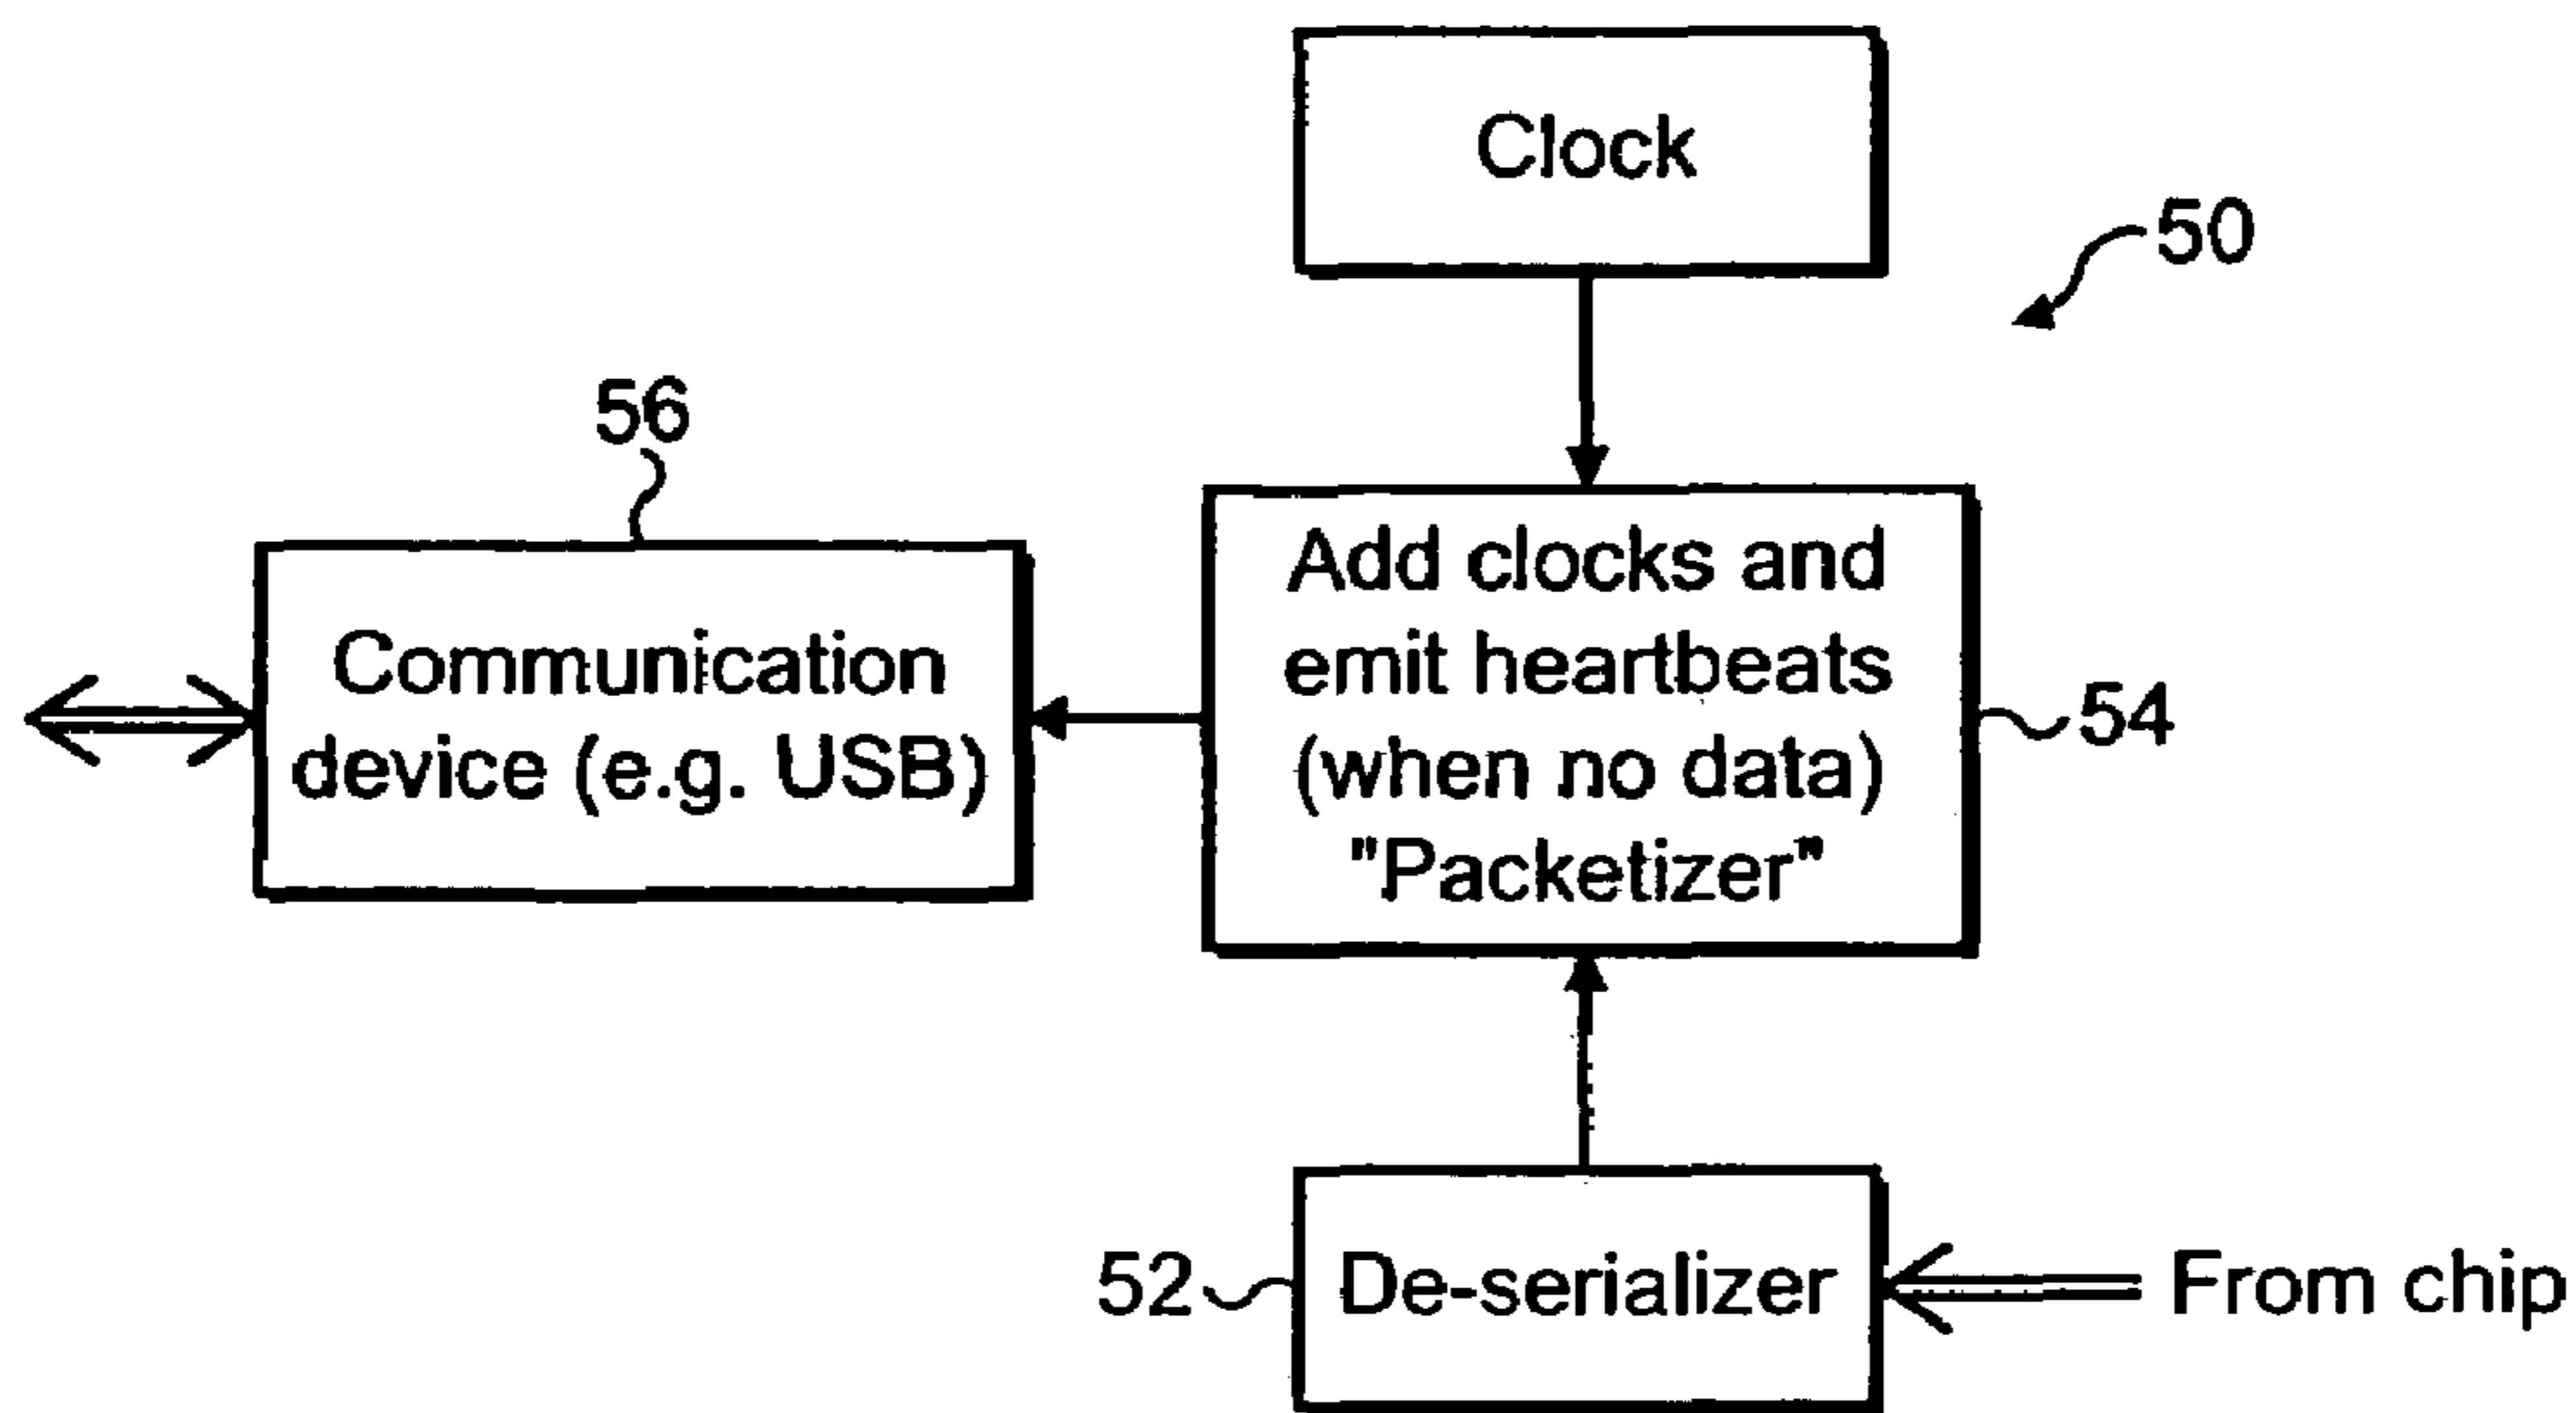 Clock
50
56
Communication
device (e.g. USB)
Add clocks and
emit heartbeats
(when no data)
"Packetizer"
54
52
De-serializer
From chip